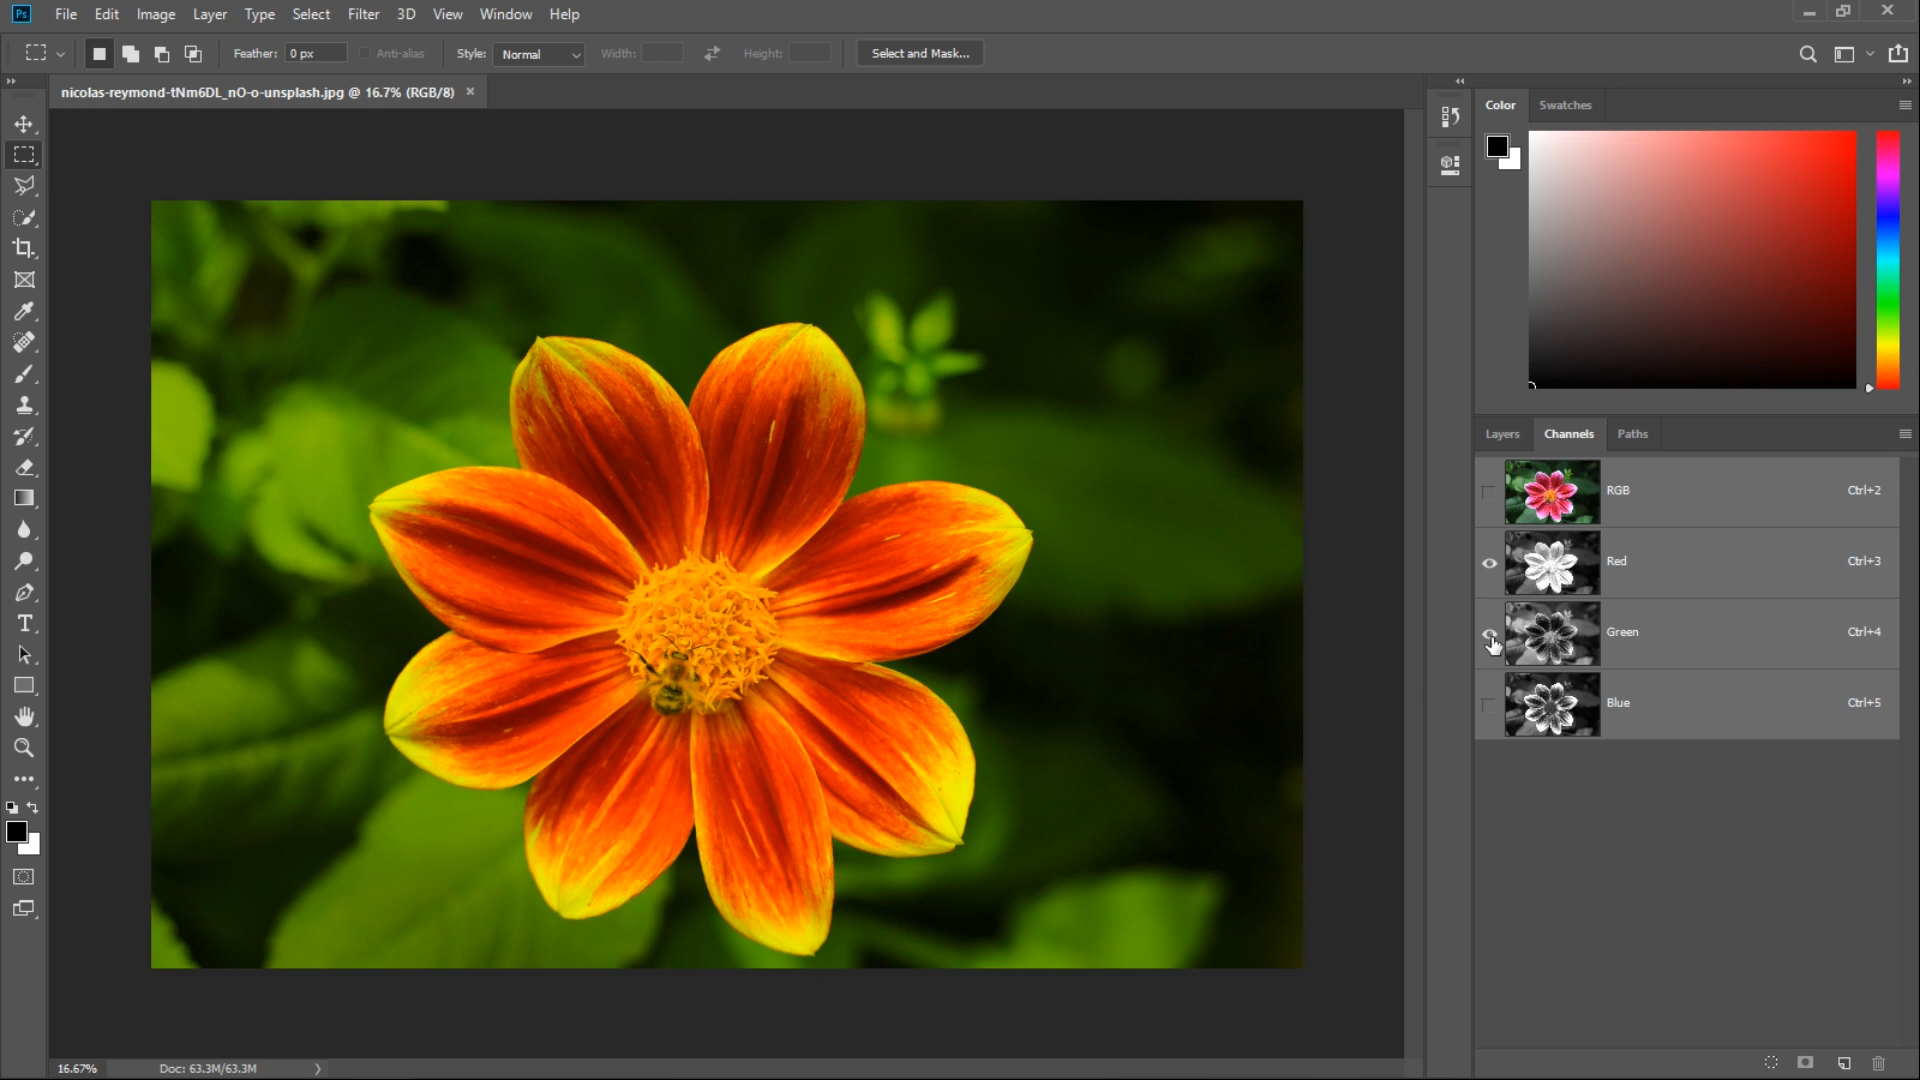 Ps File Edit Image Layer Type Select Filter 3D View Window Help
Feather: 0 px Anti-alias Style: Normal Width: Height: Select and Mask...
nicolas-reymond-tNm6DL_nO-o-unsplash.jpg @ 16.7% (RGB/8) ×
Color Swatches
Layers Channels Paths
RGB Ctrl+2
Red Ctrl+3
Green Ctrl+4
Blue Ctrl+5
16.67% Doc: 63.3M/63.3M